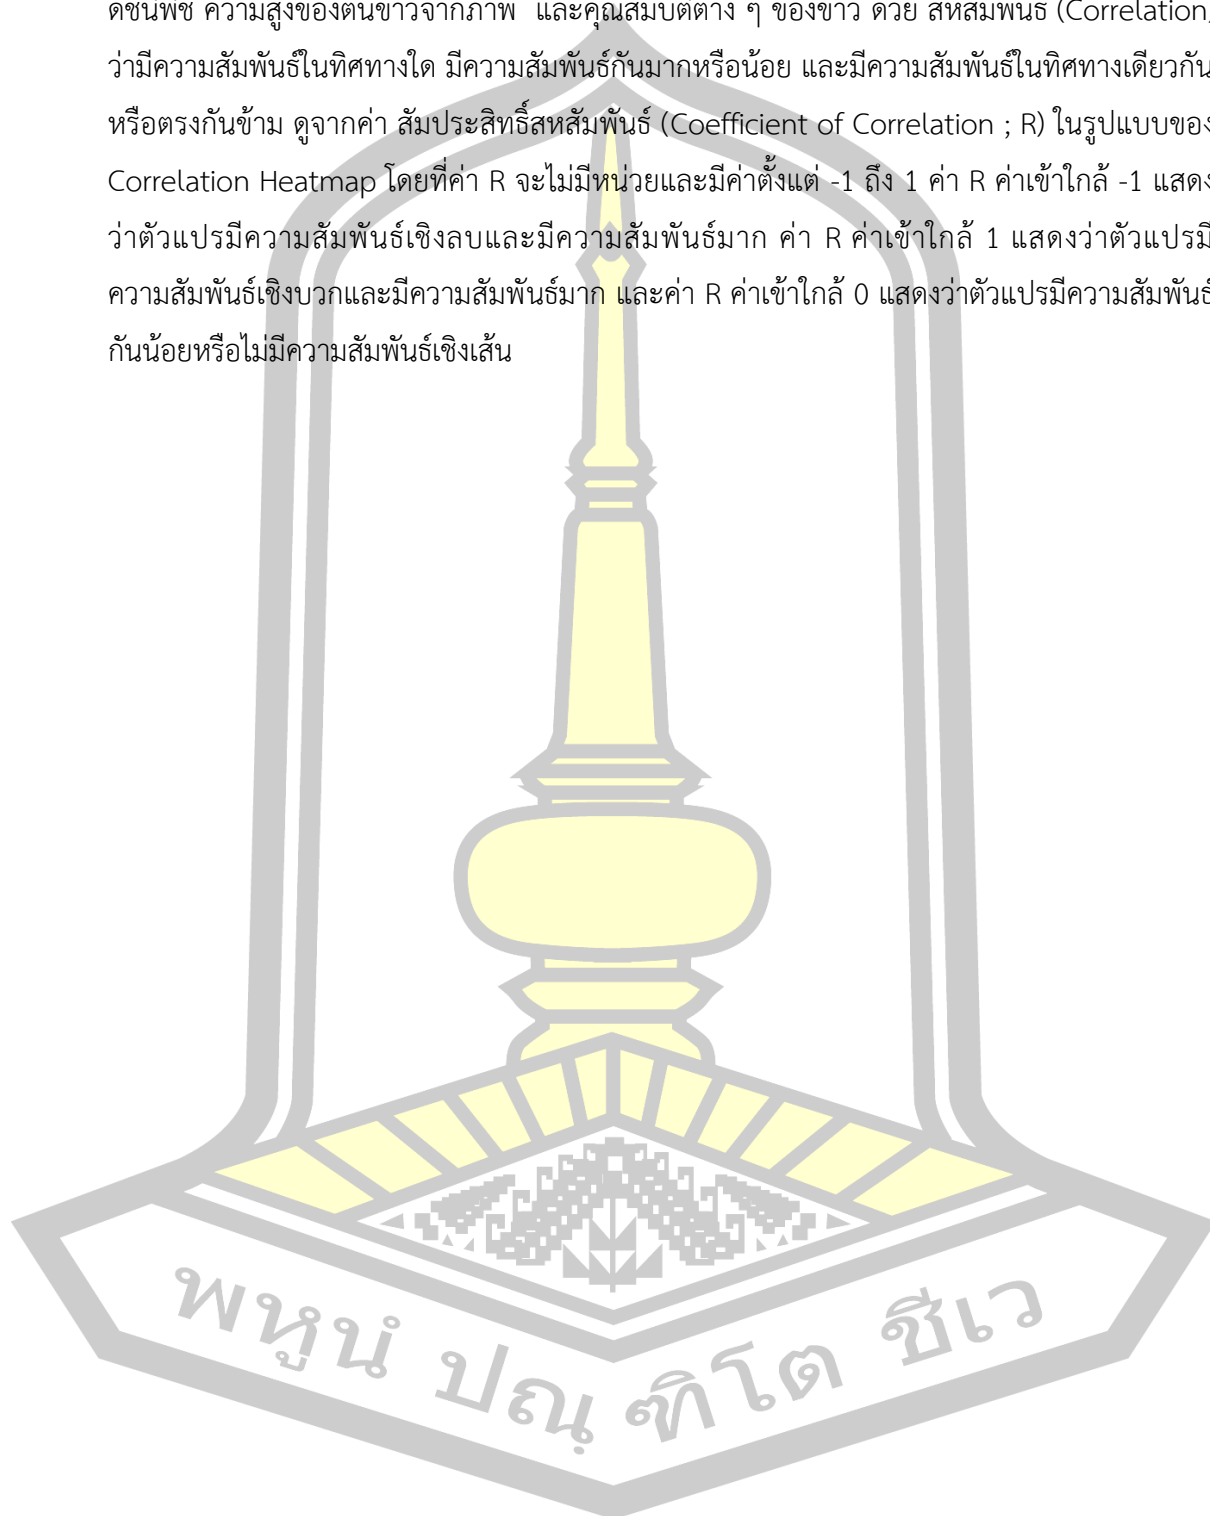 ดัชนีพืช ความสูงของต้นข้าวจากภาพ และคุณสมบัติต่าง ๆ ของข้าว ด้วย สหสัมพันธ์ (Correlation)
ว่ามีความสัมพันธ์ในทิศทางใด มีความสัมพันธ์กันมากหรือน้อย และมีความสัมพันธ์ในทิศทางเดียวกัน
หรือตรงกันข้าม ดูจากค่า สัมประสิทธิ์สหสัมพันธ์ (Coefficient of Correlation ; R) ในรูปแบบของ
Correlation Heatmap โดยที่ค่า R จะไม่มีหน่วยและมีค่าตั้งแต่ -1 ถึง 1 ค่า R ค่าเข้าใกล้ -1 แสดง
ว่าตัวแปรมีความสัมพันธ์เชิงลบและมีความสัมพันธ์มาก ค่า R ค่าเข้าใกล้ 1 แสดงว่าตัวแปรมี
ความสัมพันธ์เชิงบวกและมีความสัมพันธ์มาก และค่า R ค่าเข้าใกล้ 0 แสดงว่าตัวแปรมีความสัมพันธ์
กันน้อยหรือไม่มีความสัมพันธ์เชิงเส้น
พหูนํ ปณฺฑิโต ชีเว